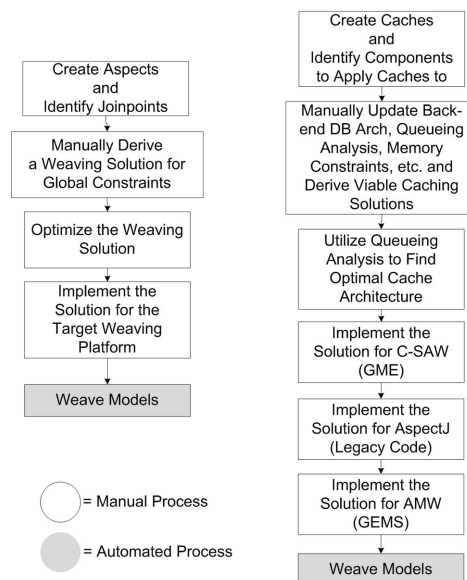 Create Aspects
and
Identify Joinpoints
Manually Derive
a Weaving Solution for
Global Constraints
Optimize the Weaving
Solution
Implement the
Solution for the
Target Weaving
Platform
Weave Models
= Manual Process
= Automated Process
Create Caches
and
Identify Components
to Apply Caches to
Manually Update Back-
end DB Arch, Queueing
Analysis, Memory
Constraints, etc. and
Derive Viable Caching
Solutions
Utilize Queueing
Analysis to Find
Optimal Cache
Architecture
Implement the
Solution for C-SAW
(GME)
Implement the
Solution for AspectJ
(Legacy Code)
Implement the
Solution for AMW
(GEMS)
Weave Models